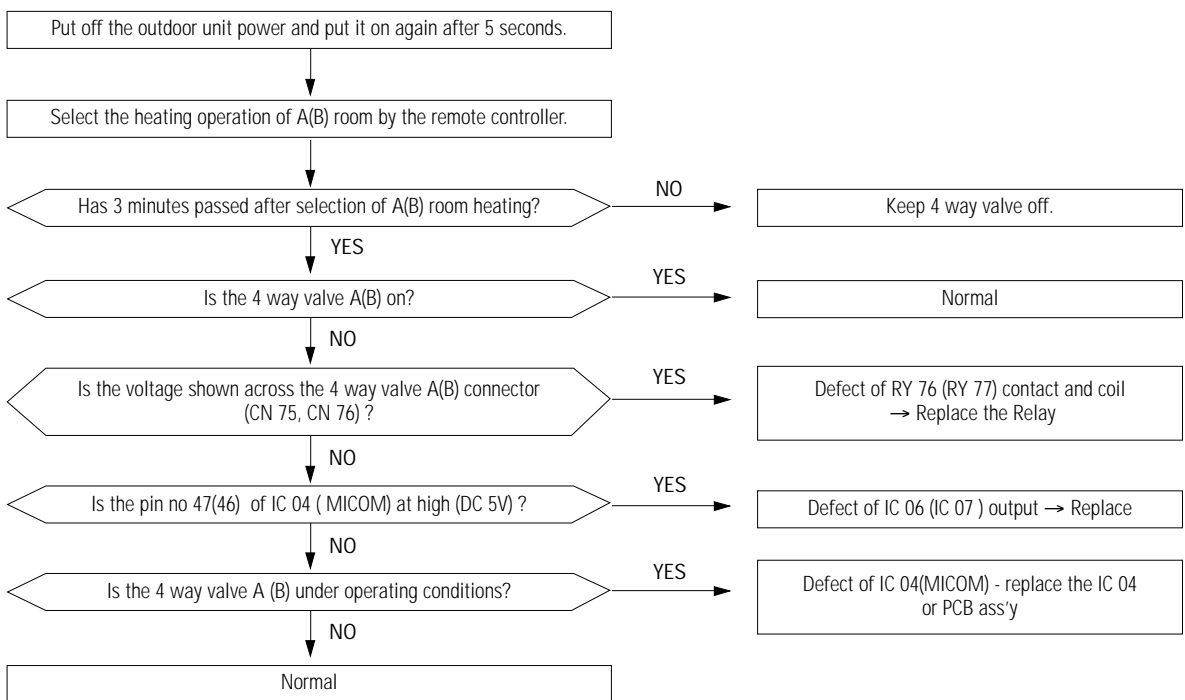 Put off the outdoor unit power and put it on again after 5 seconds.
Select the heating operation of A(B) room by the remote controller.
Has 3 minutes passed after selection of A(B) room heating?
NO
Keep 4 way valve off.
YES
Is the 4 way valve A(B) on?
YES
Normal
NO
Is the voltage shown across the 4 way valve A(B) connector
(CN 75, CN 76) ?
YES
Defect of RY 76 (RY 77) contact and coil
→ Replace the Relay
NO
Is the pin no 47(46) of IC 04 ( MICOM) at high (DC 5V) ?
YES
Defect of IC 06 (IC 07 ) output → Replace
NO
Is the 4 way valve A (B) under operating conditions?
YES
Defect of IC 04(MICOM) - replace the IC 04
or PCB ass'y
NO
Normal